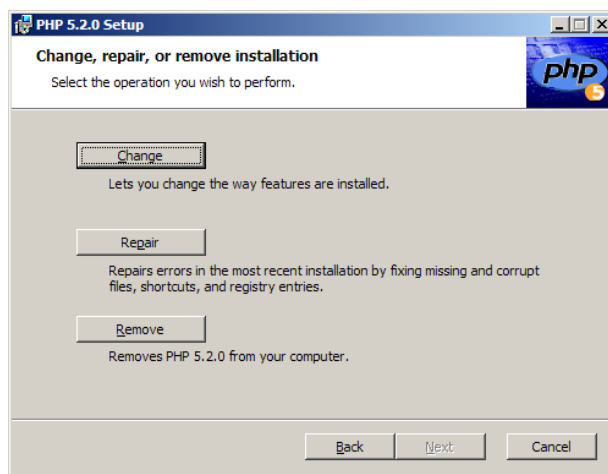 PHP 5.2.0 Setup
Change, repair, or remove installation
Select the operation you wish to perform.
php
5
Change
Lets you change the way features are installed.
Repair
Repairs errors in the most recent installation by fixing missing and corrupt
files, shortcuts, and registry entries.
Remove
Removes PHP 5.2.0 from your computer.
Back Next Cancel